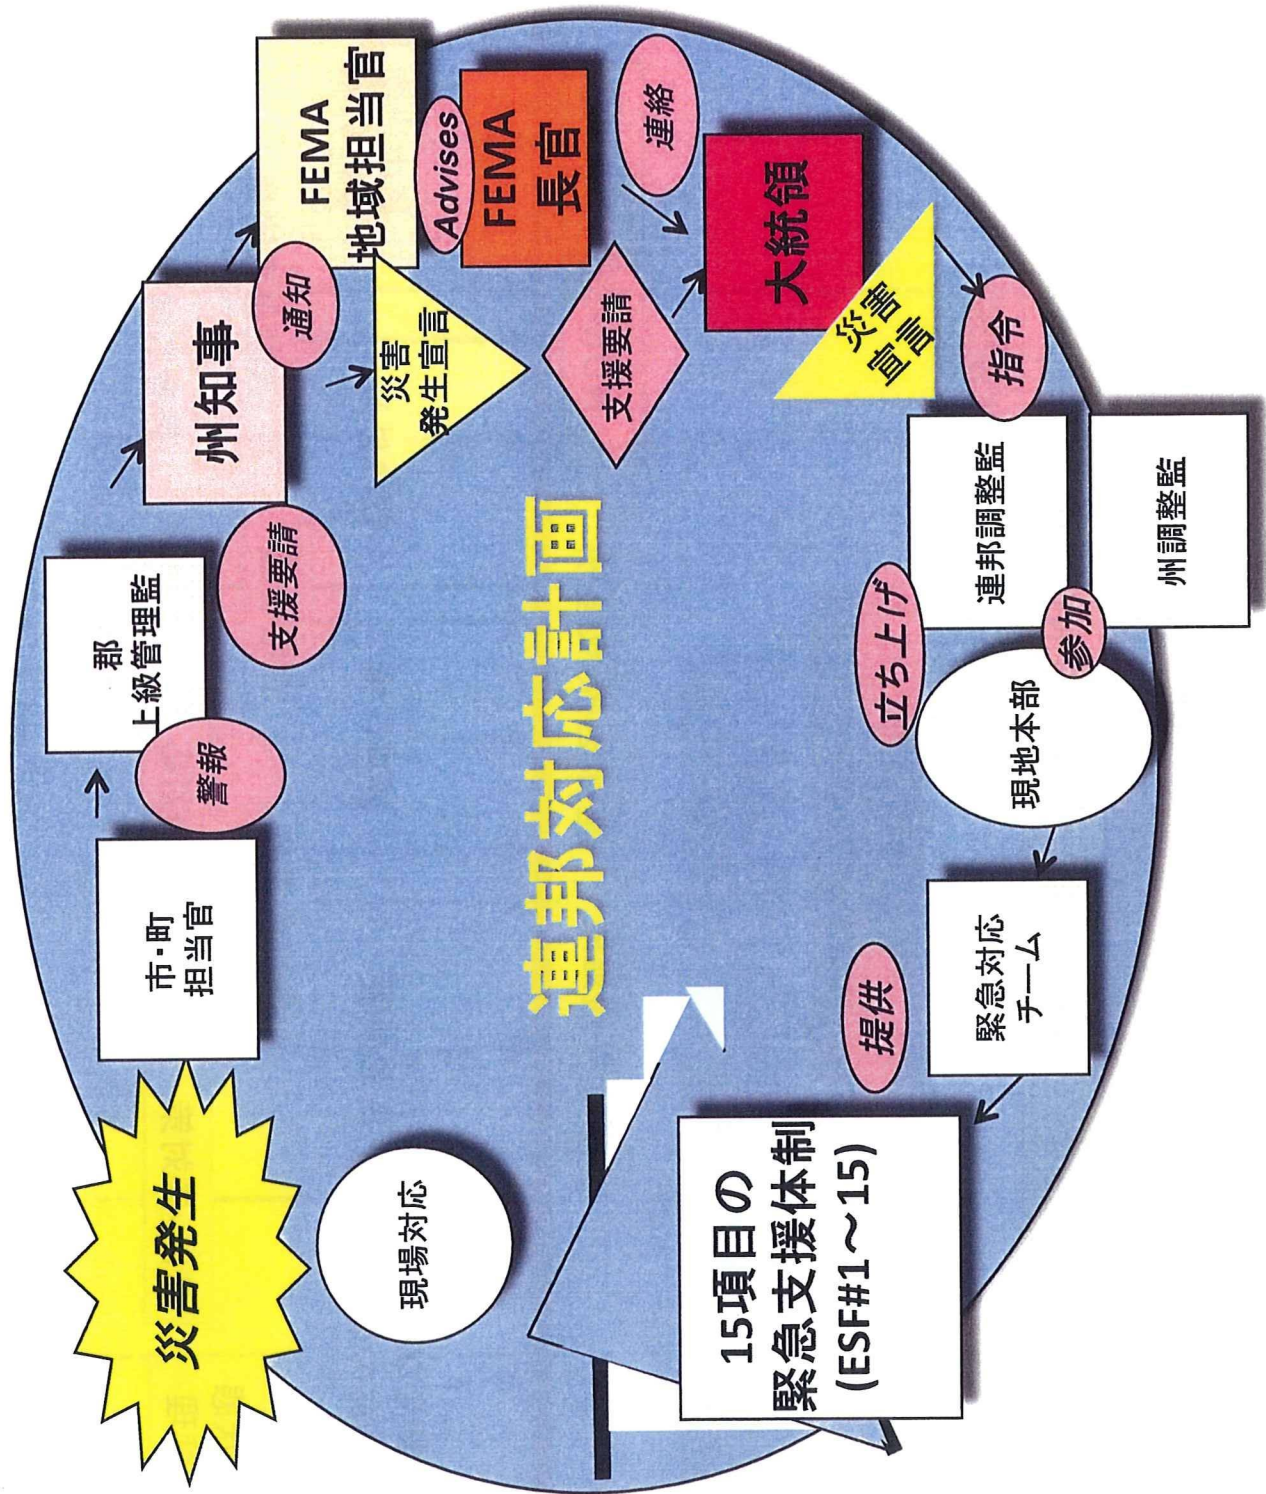 災害発生
市・町
担当官
警報
郡
上級管理監
支援要請
州知事
通知
FEMA
地域担当官
Advises
FEMA
長官
災害
発生宣言
支援要請
連絡
大統領
災害
宣言
指令
連邦調整監
州調整監
立ち上げ
参加
現地本部
緊急対応
チーム
提供
15項目の
緊急支援体制
(ESF#1～15)
現場対応
連邦対応計画